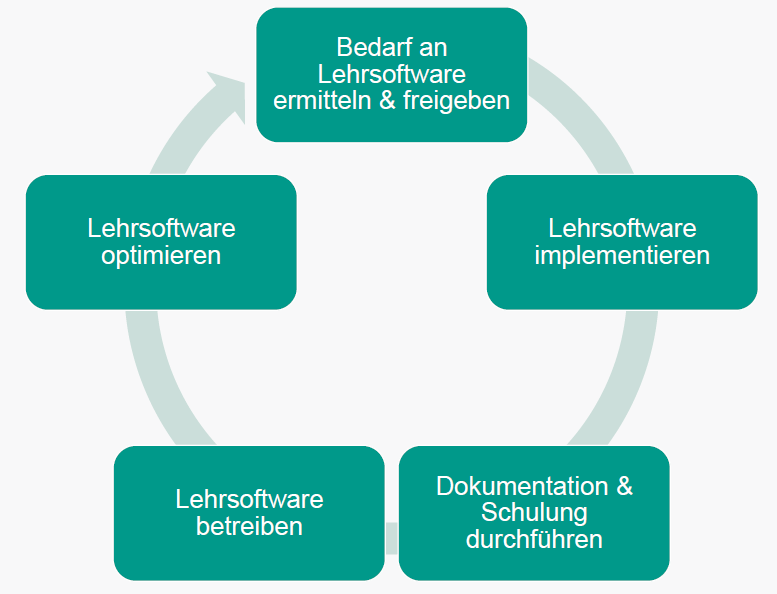 Bedarf an
Lehrsoftware
ermitteln & freigeben
Lehrsoftware
implementieren
Dokumentation &
Schulung
durchführen
Lehrsoftware
betreiben
Lehrsoftware
optimieren